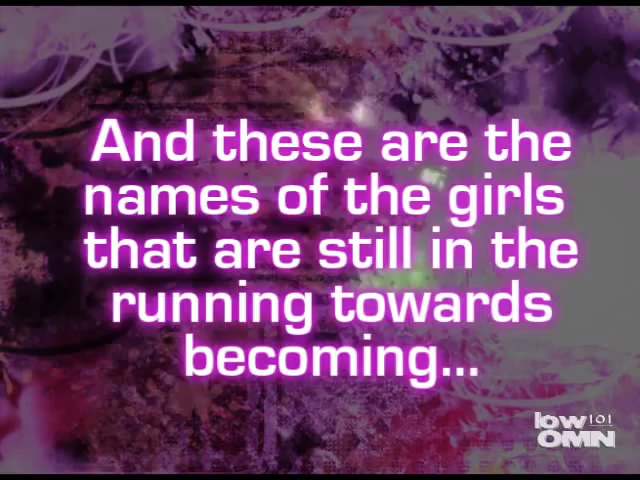 And these are the
names of the girls
that are still in the
running towards
becoming...
low 101
OMN